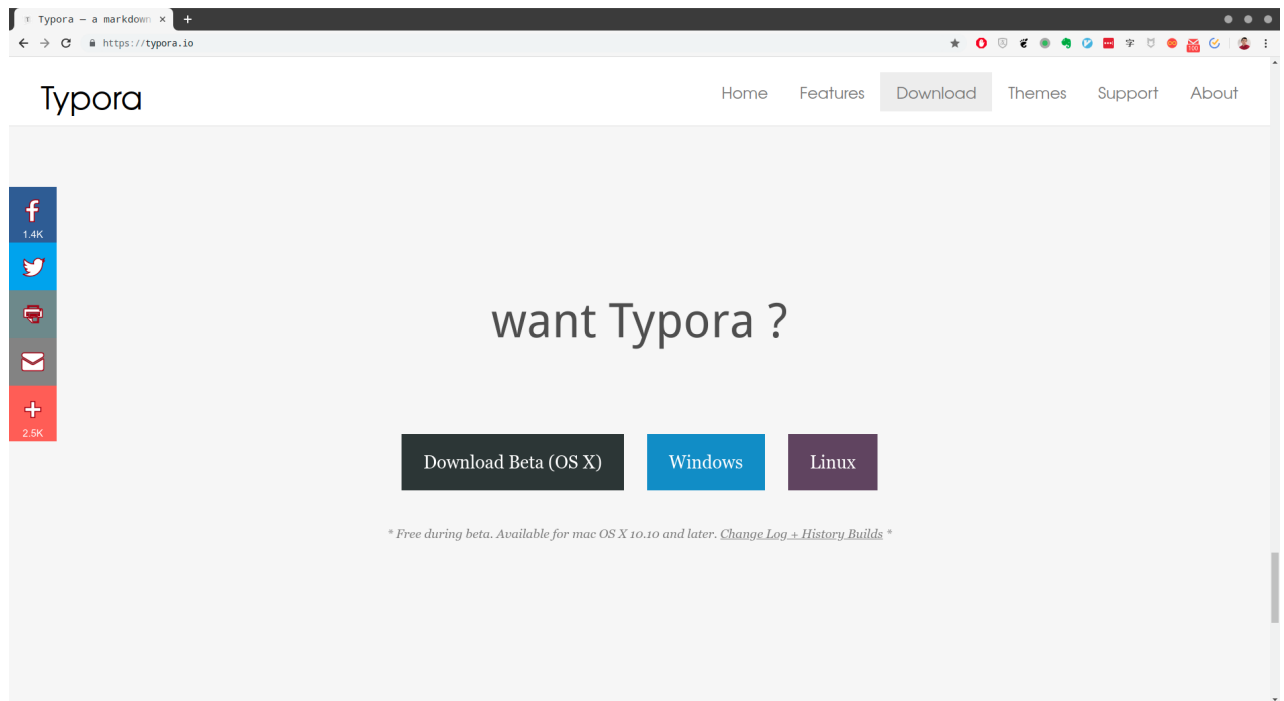 Typora — a markdown
https://typora.io
字
100
Typora
Home Features Download Themes Support About
1.4K
2.5K
want Typora ?
Download Beta (OS X) Windows Linux
* Free during beta. Available for mac OS X 10.10 and later. Change Log + History Builds *